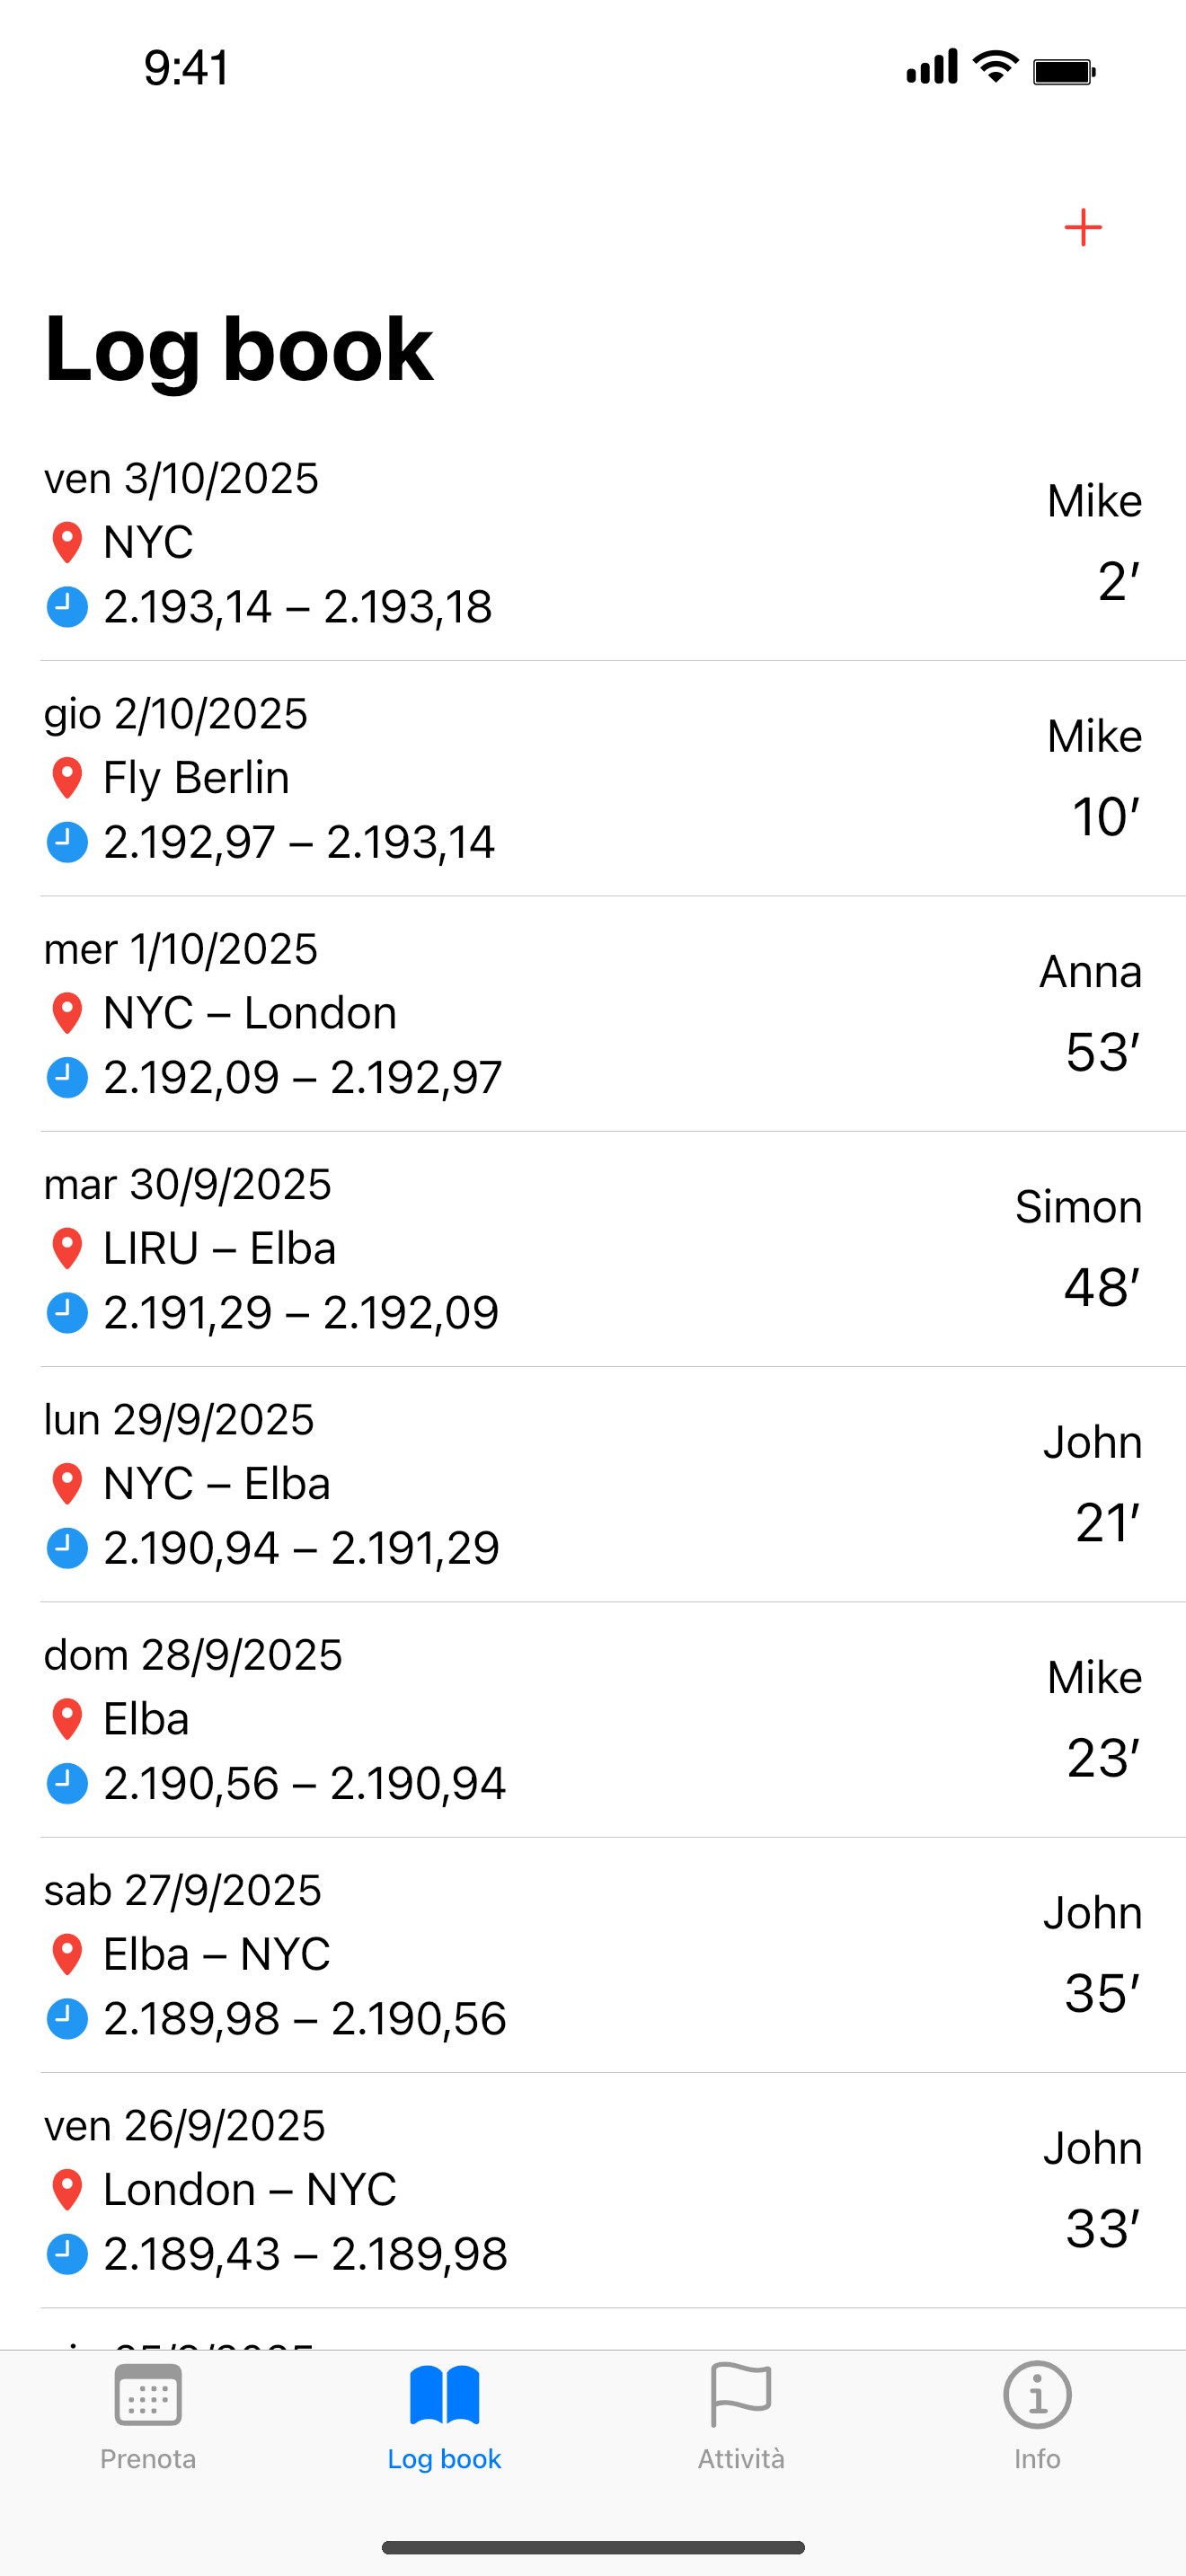 9:41
Log book
ven 3/10/2025
Mike
NYC
2.193,14 – 2.193,18
2′
gio 2/10/2025
Mike
Fly Berlin
2.192,97 – 2.193,14
10′
mer 1/10/2025
Anna
NYC – London
2.192,09 – 2.192,97
53′
mar 30/9/2025
Simon
LIRU – Elba
2.191,29 – 2.192,09
48′
lun 29/9/2025
John
NYC – Elba
2.190,94 – 2.191,29
21′
dom 28/9/2025
Mike
Elba
2.190,56 – 2.190,94
23′
sab 27/9/2025
John
Elba – NYC
2.189,98 – 2.190,56
35′
ven 26/9/2025
John
London – NYC
2.189,43 – 2.189,98
33′
Prenota
Log book
Attività
Info